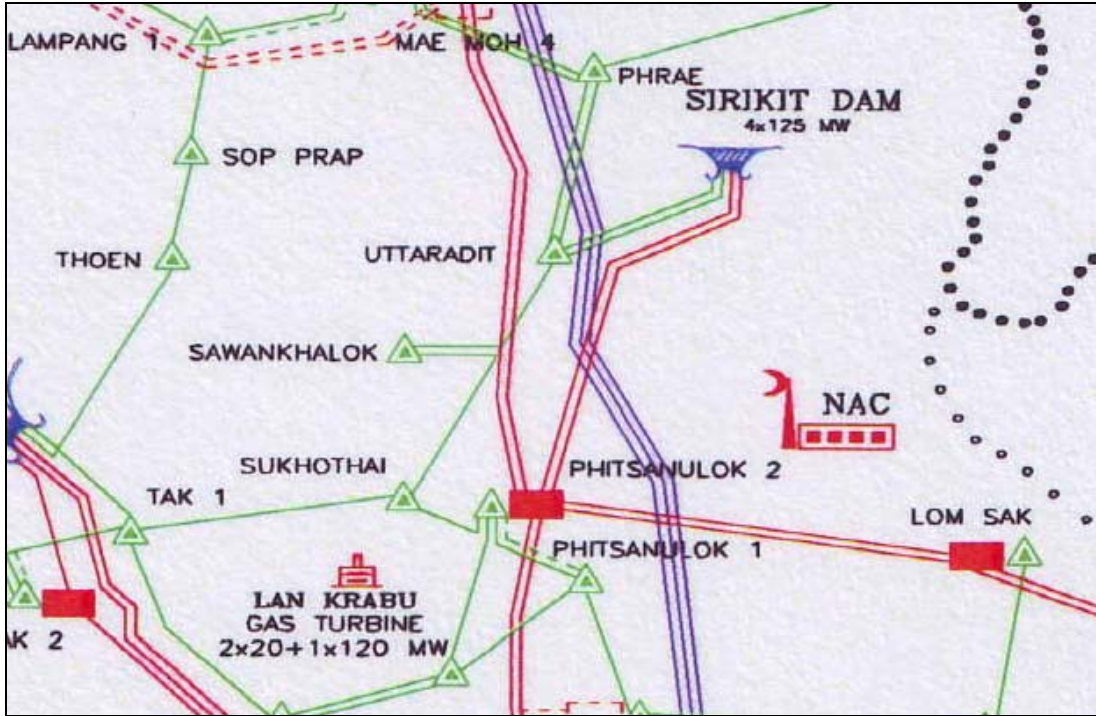 LAMPANG 1
MAE MOH 4
PHRAE
SIRIKIT DAM
4x125 MW
SOP PRAP
THOEN
UTTARADIT
SAWANKHALOK
NAC
SUKHOTHAI
PHITSANULOK 2
TAK 1
LOM SAK
PHITSANULOK 1
LAN KRABU
GAS TURBINE
2x20+1x120 MW
AK 2